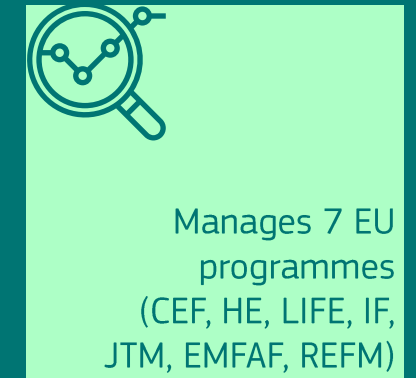 Manages 7 EU
programmes
(CEF, HE, LIFE, IF,
JTM, EMFAF, REFM)